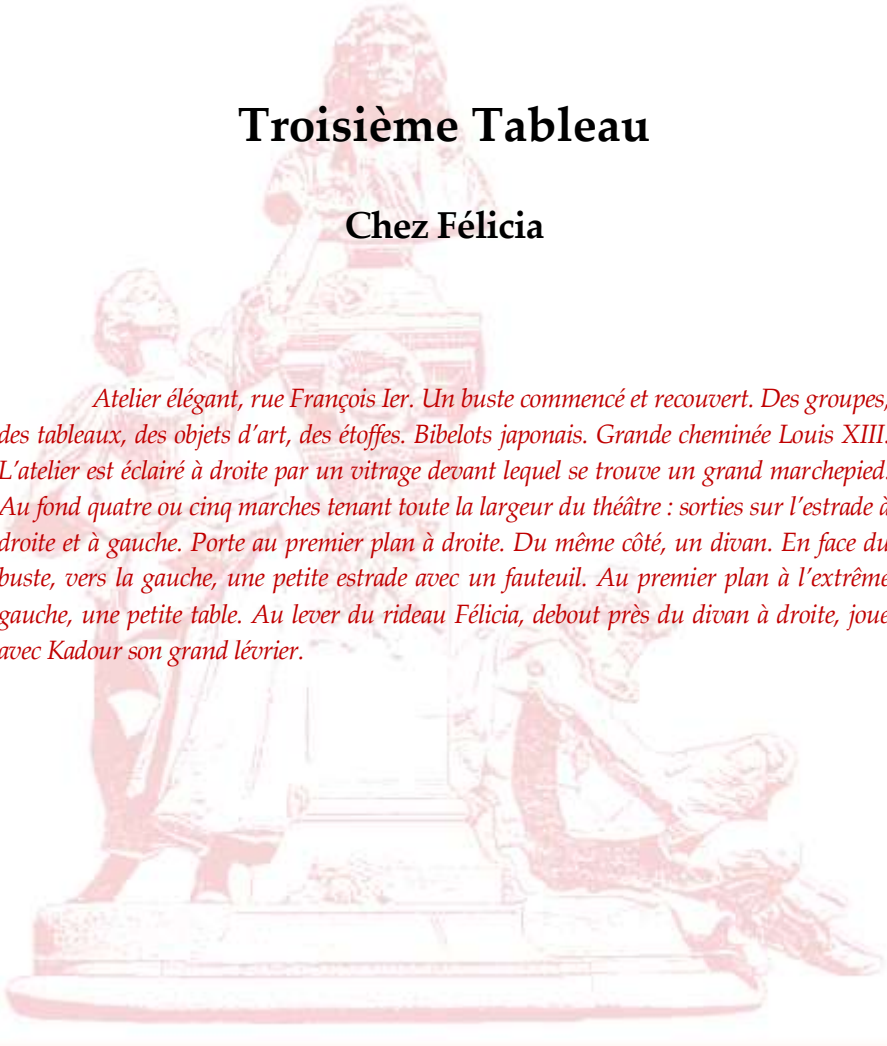 Troisième Tableau
Chez Félicia
Atelier élégant, rue François Ier. Un buste commencé et recouvert. Des groupes,
des tableaux, des objets d’art, des étoffes. Bibelots japonais. Grande cheminée Louis XIII.
L’atelier est éclairé à droite par un vitrage devant lequel se trouve un grand marchepied.
Au fond quatre ou cinq marches tenant toute la largeur du théâtre : sorties sur l’estrade à
droite et à gauche. Porte au premier plan à droite. Du même côté, un divan. En face du
buste, vers la gauche, une petite estrade avec un fauteuil. Au premier plan à l’extrême
gauche, une petite table. Au lever du rideau Félicia, debout près du divan à droite, joue
avec Kadour son grand lévrier.